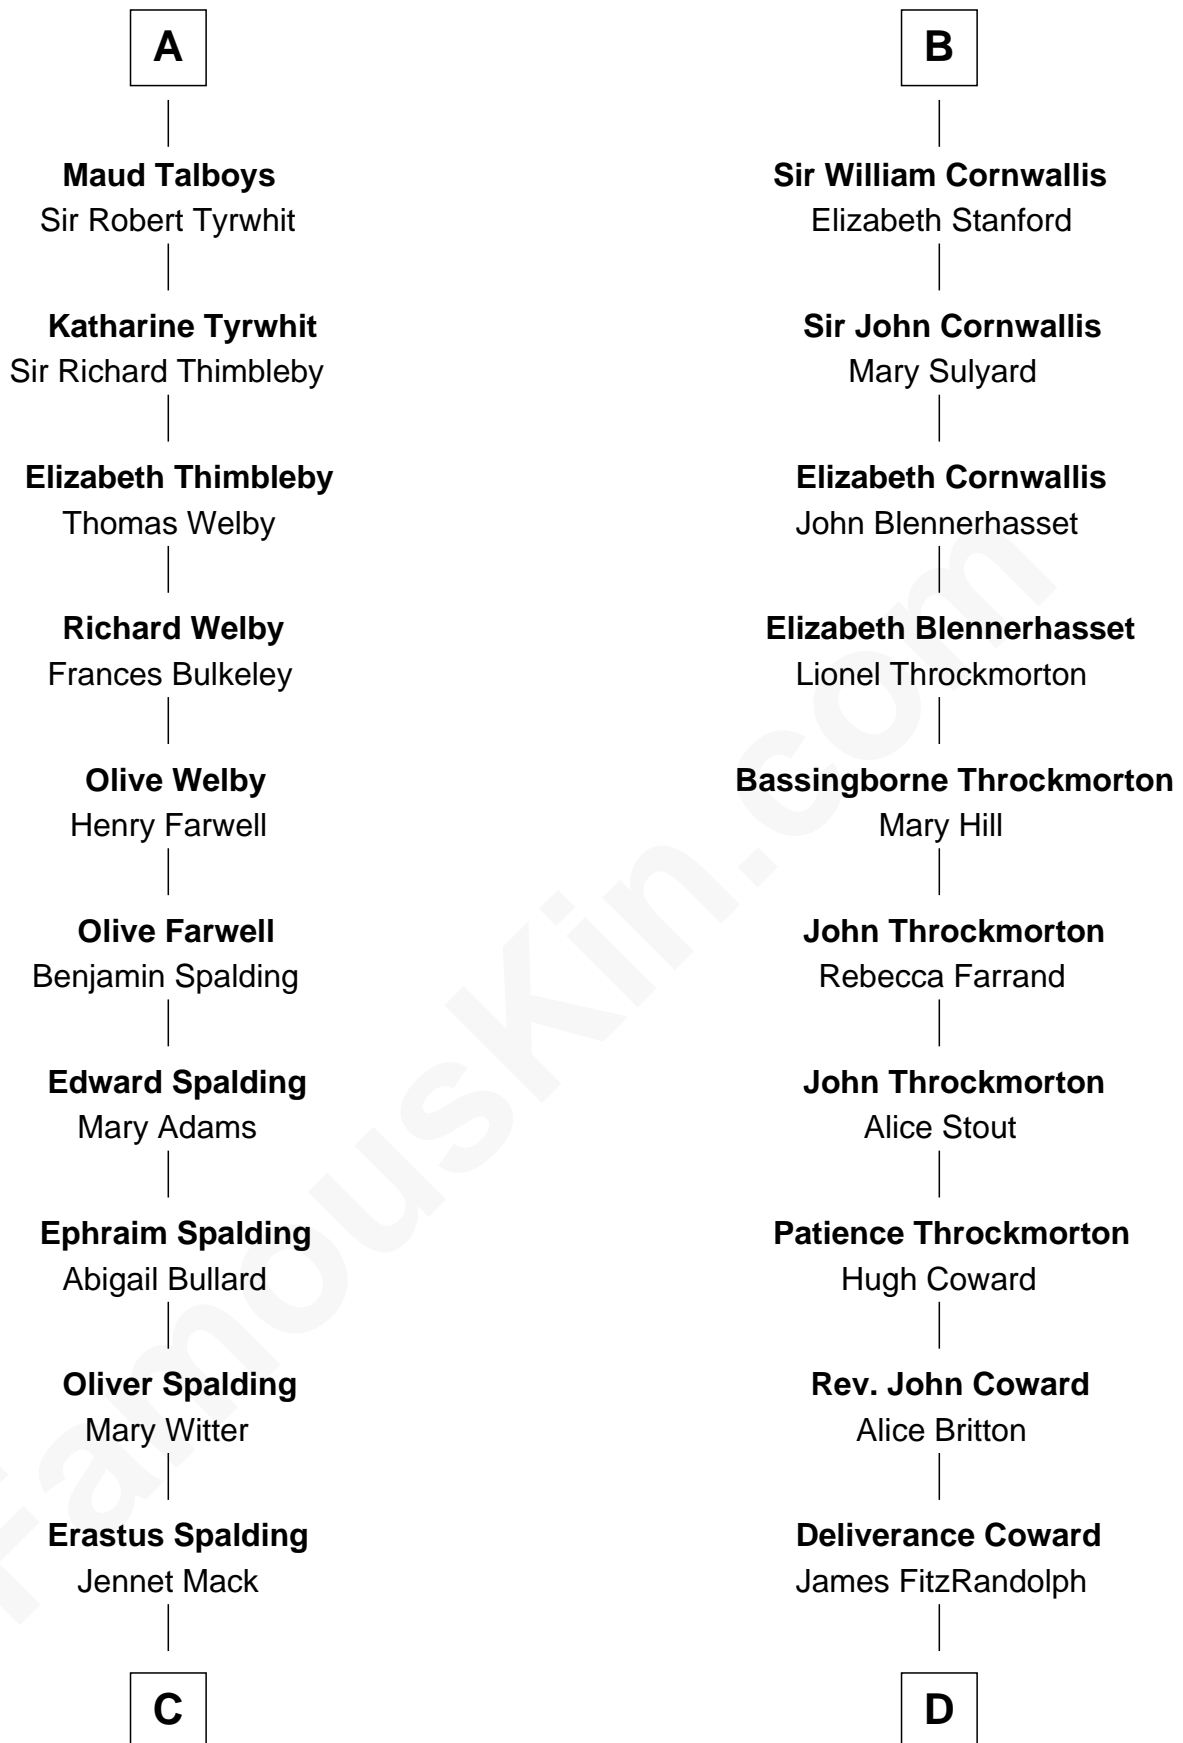 A
Maud Talboys
Sir Robert Tyrwhit
Katharine Tyrwhit
Sir Richard Thimbleby
Elizabeth Thimbleby
Thomas Welby
Richard Welby
Frances Bulkeley
Olive Welby
Henry Farwell
Olive Farwell
Benjamin Spalding
Edward Spalding
Mary Adams
Ephraim Spalding
Abigail Bullard
Oliver Spalding
Mary Witter
Erastus Spalding
Jennet Mack
C
B
Sir William Cornwallis
Elizabeth Stanford
Sir John Cornwallis
Mary Sulyard
Elizabeth Cornwallis
John Blennerhasset
Elizabeth Blennerhasset
Lionel Throckmorton
Bassingborne Throckmorton
Mary Hill
John Throckmorton
Rebecca Farrand
John Throckmorton
Alice Stout
Patience Throckmorton
Hugh Coward
Rev. John Coward
Alice Britton
Deliverance Coward
James FitzRandolph
D
FamousKin.com